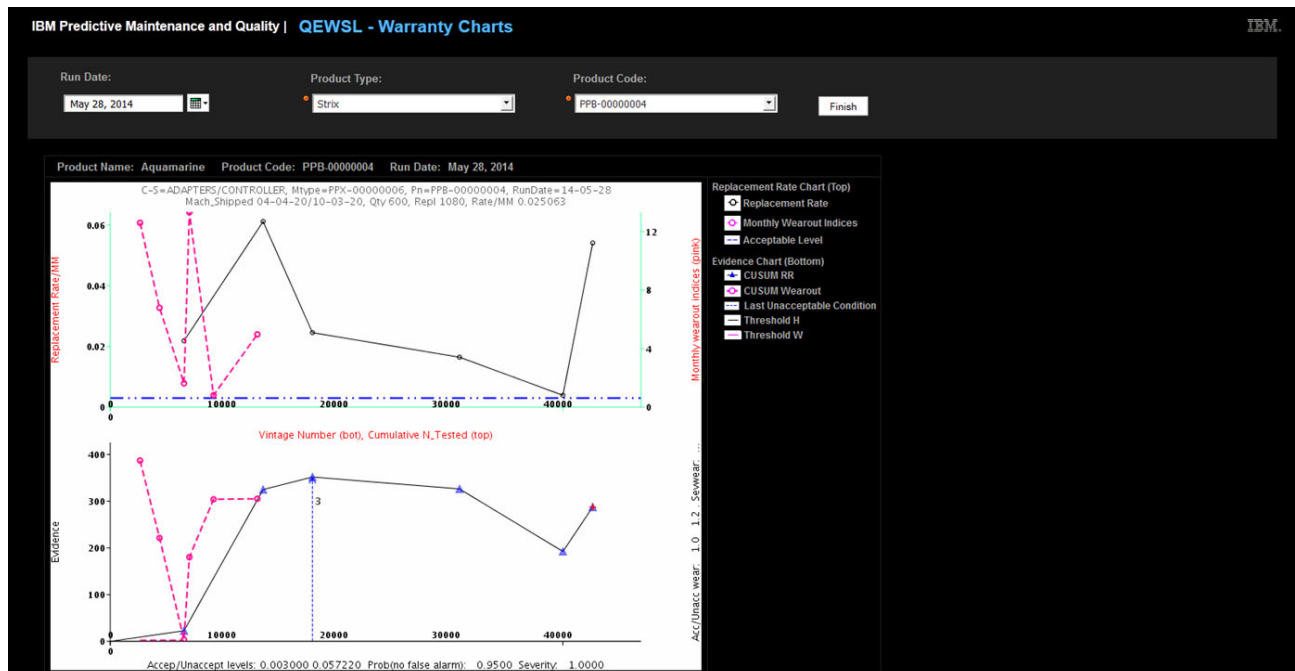 IBM Predictive Maintenance and Quality | QEWSL - Warranty Charts
IBM.
Run Date:
Product Type:
Product Code:
May 28, 2014
Strix
PPB-00000004
Finish
Product Name: Aquamarine Product Code: PPB-00000004 Run Date: May 28, 2014
C-S=ADAPTERS/CONTROLLER, Mtype=PPX-00000006, Pn=PPB-00000004, RunDate=14-05-28
Mach_Shipped 04-04-20/10-03-20, Qty 600, Repl 1080, Rate/MM 0.025063
Replacement Rate/MM
0.06
0.04
0.02
0
12
8
4
0
Monthly wearout indices (pink)
0 10000 20000 30000 40000
0
Vintage Number (bot), Cumulative N_Tested (top)
Evidence
400
300
200
100
0
3
0 10000 20000 30000 40000
0
Acc/Unacc wear: 1.0 1.2 . Sevwear: ...
Accep/Unaccept levels: 0.003000 0.057220 Prob(no false alarm): 0.9500 Severity: 1.0000
Replacement Rate Chart (Top)
Replacement Rate
Monthly Wearout Indices
Acceptable Level
Evidence Chart (Bottom)
CUSUM RR
CUSUM Wearout
Last Unacceptable Condition
Threshold H
Threshold W